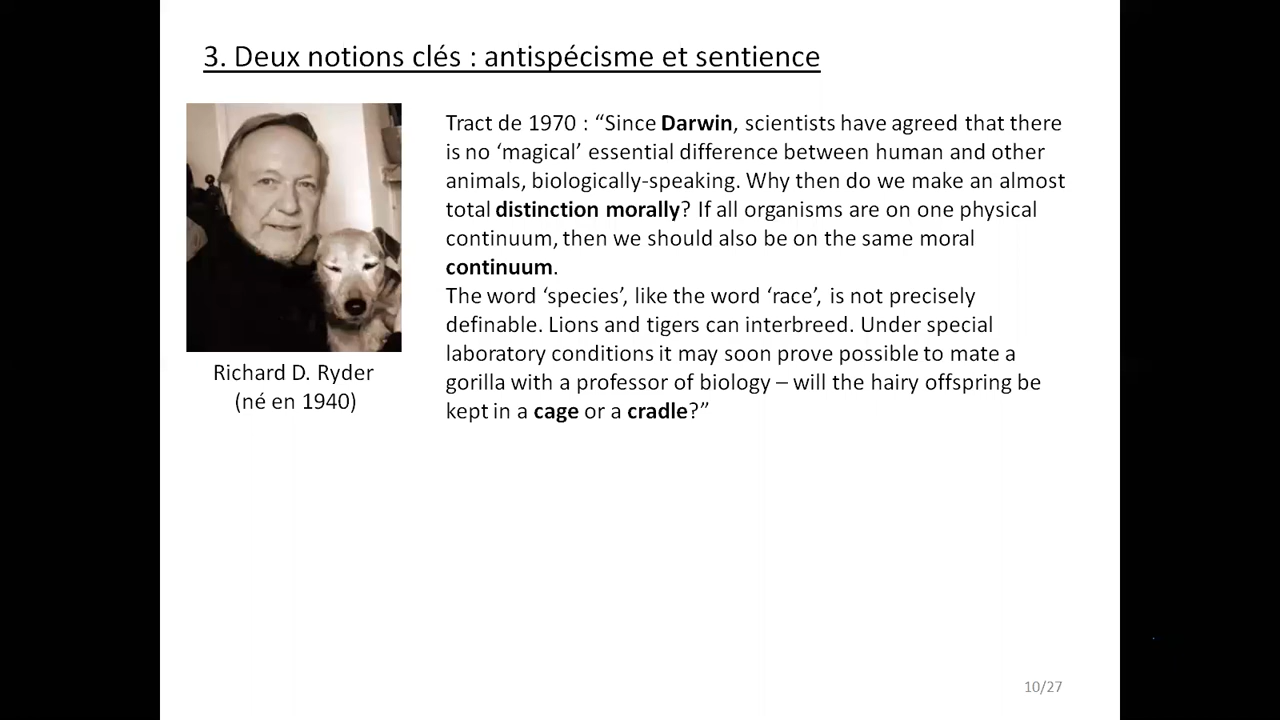 3. Deux notions clés : antispécisme et sentience
Richard D. Ryder
(né en 1940)
Tract de 1970 : “Since Darwin, scientists have agreed that there
is no ‘magical’ essential difference between human and other
animals, biologically-speaking. Why then do we make an almost
total distinction morally? If all organisms are on one physical
continuum, then we should also be on the same moral
continuum.
The word ‘species’, like the word ‘race’, is not precisely
definable. Lions and tigers can interbreed. Under special
laboratory conditions it may soon prove possible to mate a
gorilla with a professor of biology – will the hairy offspring be
kept in a cage or a cradle?”
10/27